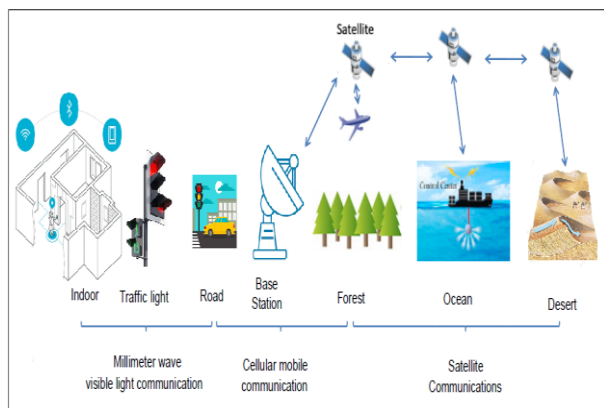 Satellite
Control Center
Indoor
Traffic light
Road
Base
Station
Forest
Ocean
Desert
Millimeter wave
visible light communication
Cellular mobile
communication
Satellite
Communications